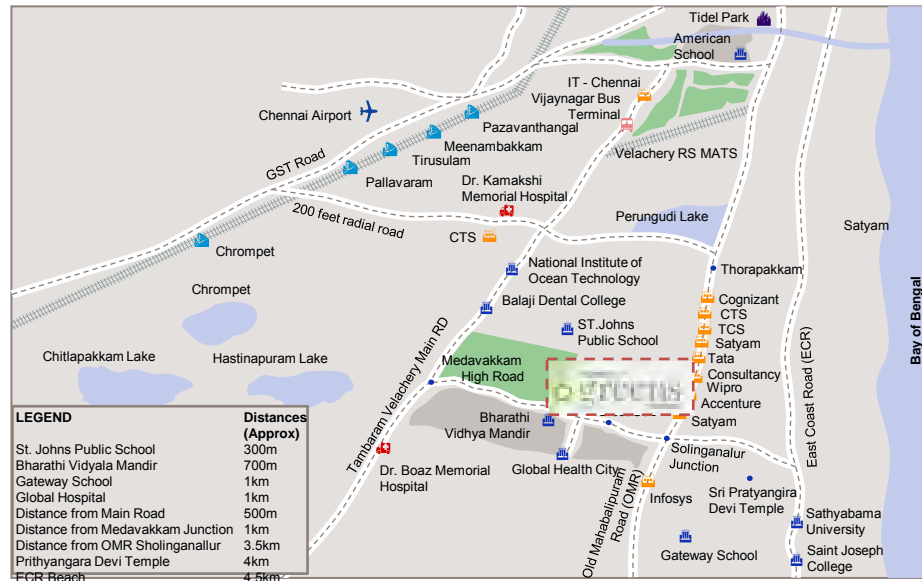 Tidel Park
American
School
IT - Chennai
Vijaynagar Bus
Terminal
Chennai Airport
Pazavanthangal
Meenambakkam
Tirusulam
Pallavaram
GST Road
Velachery RS MATS
Dr. Kamakshi
Memorial Hospital
200 feet radial road
Perungudi Lake
Satyam
CTS
Chrompet
Thorapakkam
National Institute of
Ocean Technology
Chrompet
Balaji Dental College
Cognizant
CTS
TCS
Satyam
Tata
Consultancy
Wipro
Accenture
Satyam
ST.Johns
Public School
Bay of Bengal
East Coast Road (ECR)
Chitlapakkam Lake
Hastinapuram Lake
Medavakkam
High Road
Tambaram Velachery Main RD
greens
Bharathi
Vidhya Mandir
Solinganalur
Junction
Dr. Boaz Memorial
Hospital
Global Health City
Old Mahabalipuram
Road (OMR)
Infosys
Sri Pratyangira
Devi Temple
Sathyabama
University
Gateway School
Saint Joseph
College
LEGEND Distances
(Approx)
St. Johns Public School 300m
Bharathi Vidyala Mandir 700m
Gateway School 1km
Global Hospital 1km
Distance from Main Road 500m
Distance from Medavakkam Junction 1km
Distance from OMR Sholinganallur 3.5km
Prithyangara Devi Temple 4km
ECR Beach 4.5km